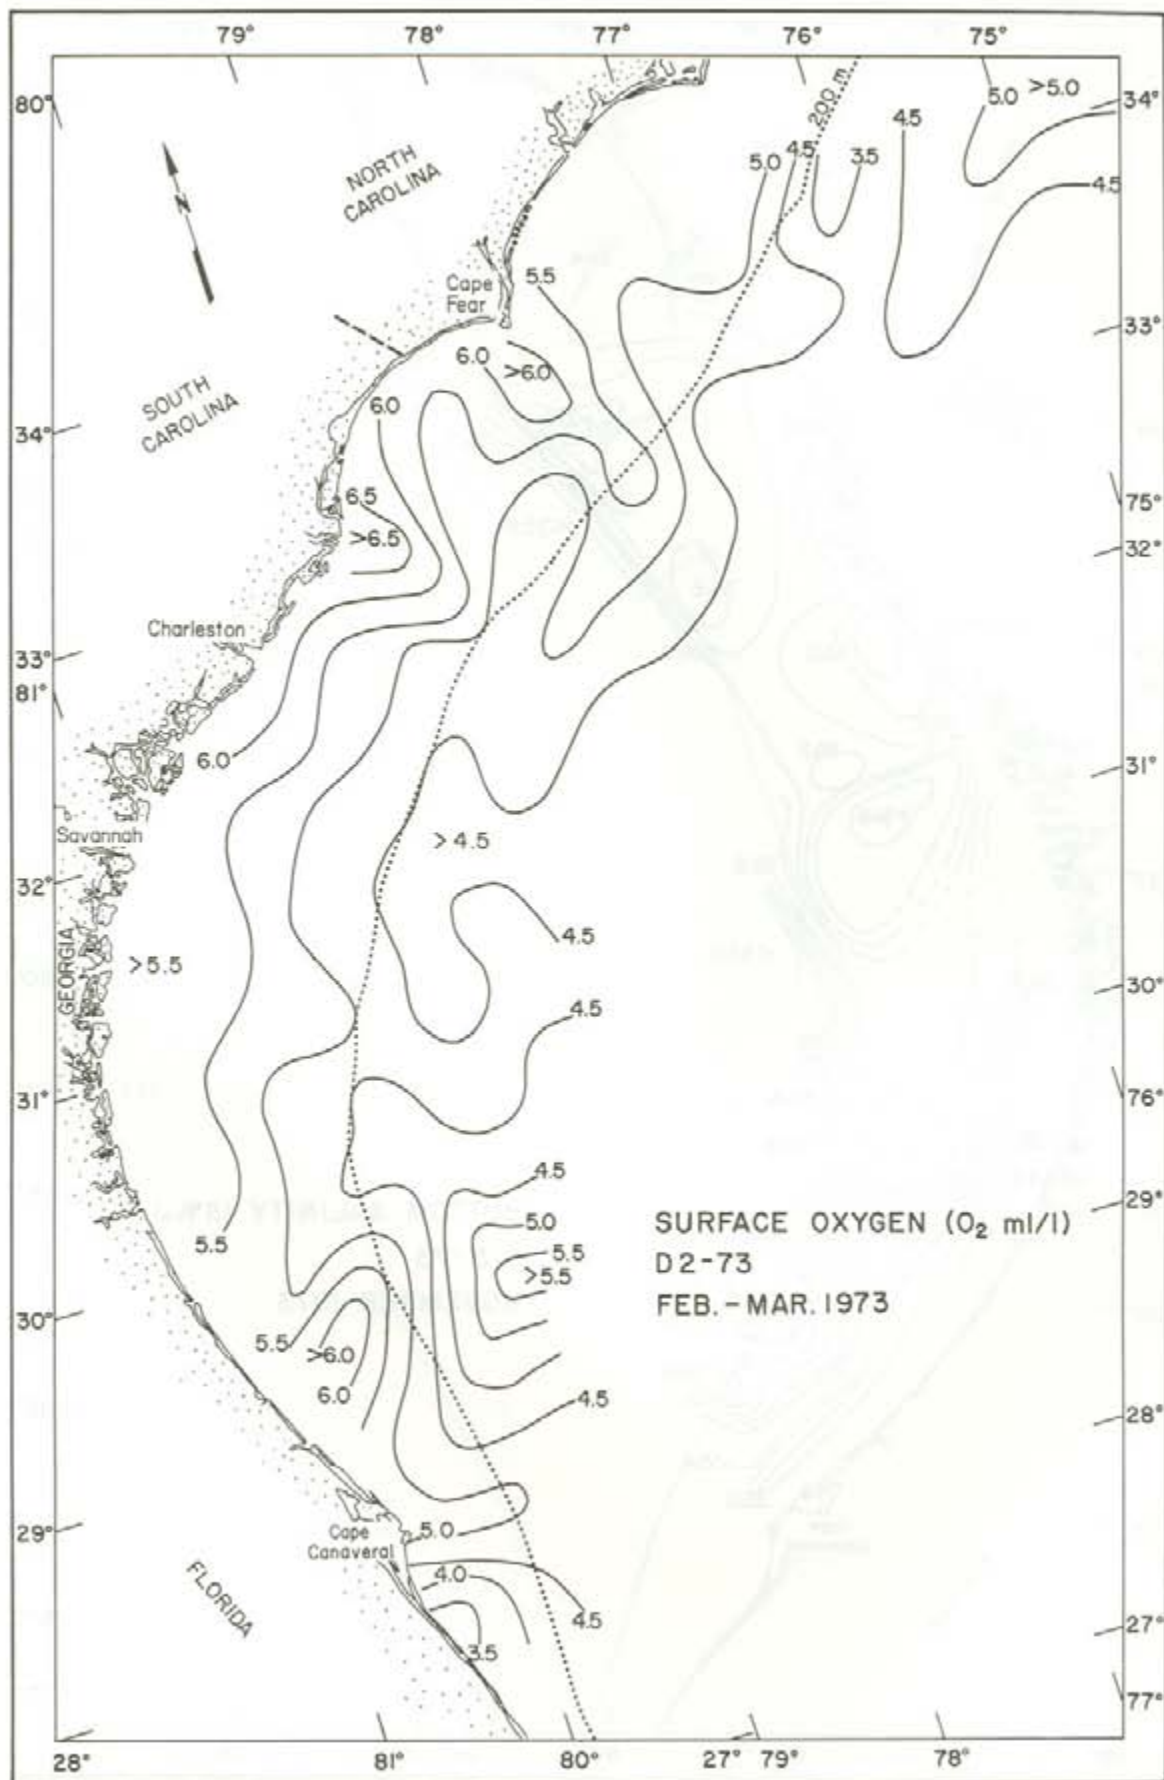 79° 78° 77° 76° 75°
80°
200 m
5.0 >5.0
34°
4.5
NORTH
CAROLINA
5.0 4.5 3.5
4.5
N
Cape
Fear
5.5
33°
6.0 >6.0
SOUTH
CAROLINA
6.0
34°
6.5
75°
>6.5
32°
Charleston
33°
81°
6.0
31°
Savannah
>4.5
32°
4.5
GEORGIA
>5.5
30°
4.5
31°
76°
4.5
29°
5.0
5.5
5.5
>5.5
SURFACE OXYGEN (O₂ ml/l)
D2-73
FEB.-MAR. 1973
30°
5.5
>6.0
6.0
4.5
28°
29°
5.0
Cape
Canaveral
4.0
4.5
FLORIDA
3.5
27°
77°
28° 81° 80° 27° 79° 78°